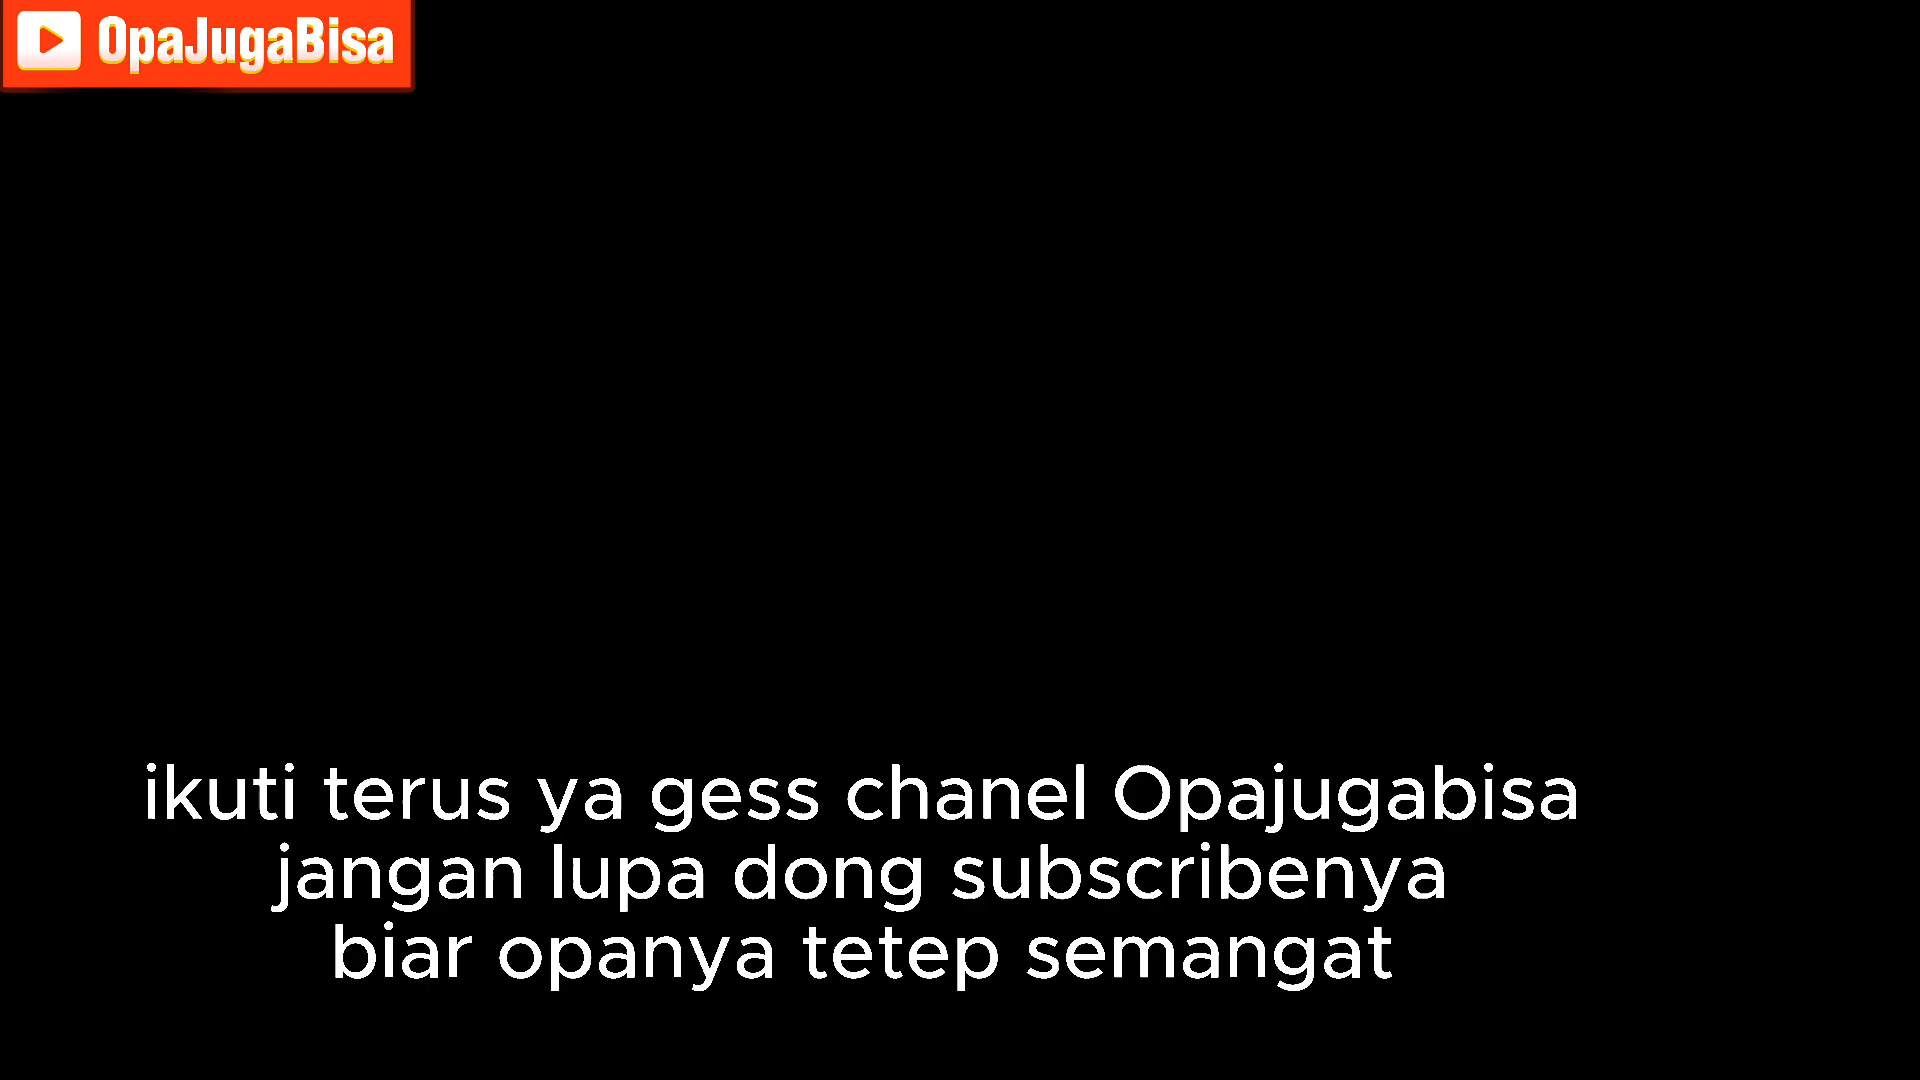 OpaJugaBisa
ikuti terus ya gess chanel Opajugabisa
jangan lupa dong subscribenya
biar opanya tetep semangat